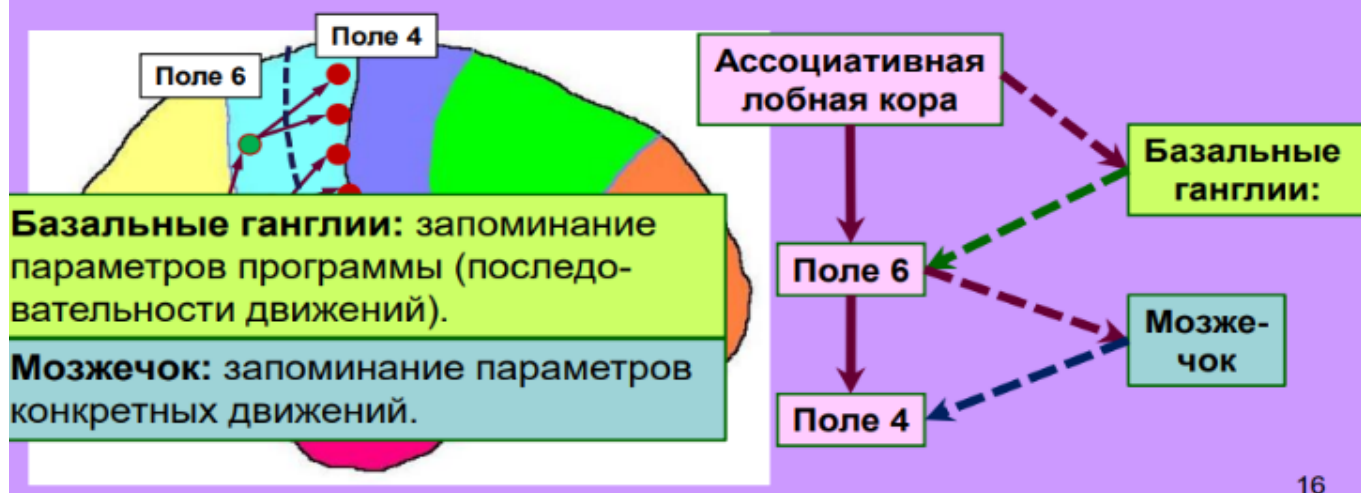 Поле 4
Поле 6
Базальные ганглии: запоминание
параметров программы (последо-
вательности движений).
Мозжечок: запоминание параметров
конкретных движений.
Ассоциативная
лобная кора
Базальные
ганглии:
Поле 6
Мозже-
чок
Поле 4
16